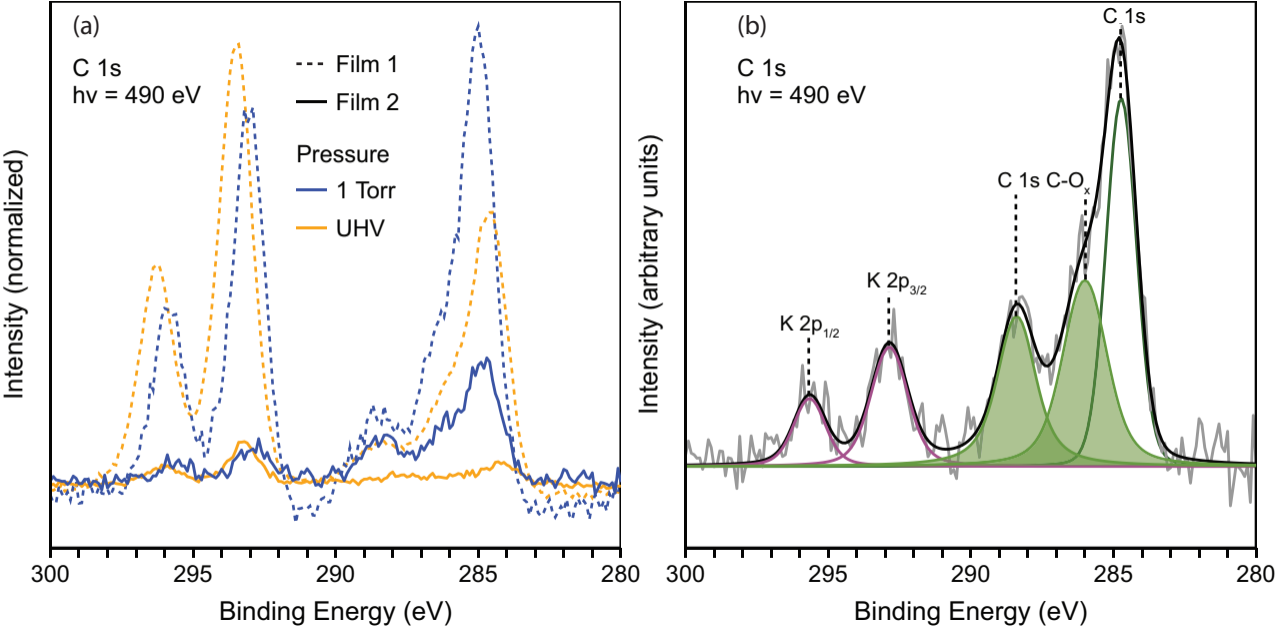 (a)
C 1s
hν = 490 eV
Film 1
Film 2
Pressure
1 Torr
UHV
Intensity (normalized)
300
295
290
285
280
Binding Energy (eV)
(b)
C 1s
hν = 490 eV
C 1s
C 1s C-Oₓ
K 2p₃/₂
K 2p₁/₂
Intensity (arbitrary units)
300
295
290
285
280
Binding Energy (eV)